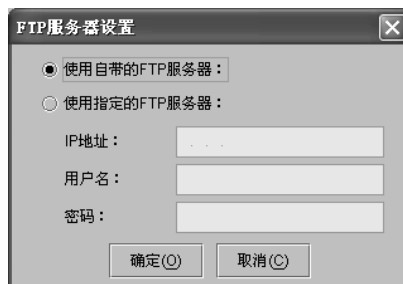 FTP服务器设置
使用自带的FTP服务器：
使用指定的FTP服务器：
IP地址： . . .
用户名：
密码：
确定(O) 取消(C)